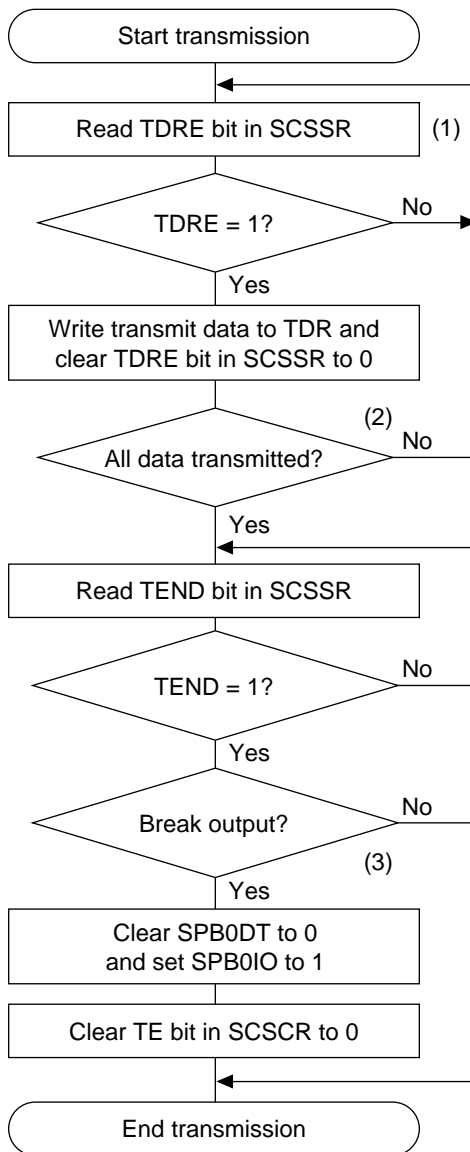 Start transmission
Read TDRE bit in SCSSR
(1)
TDRE = 1?
No
Yes
Write transmit data to TDR and
clear TDRE bit in SCSSR to 0
(2)
All data transmitted?
No
Yes
Read TEND bit in SCSSR
TEND = 1?
No
Yes
Break output?
No
(3)
Yes
Clear SPB0DT to 0
and set SPB0IO to 1
Clear TE bit in SCSCR to 0
End transmission